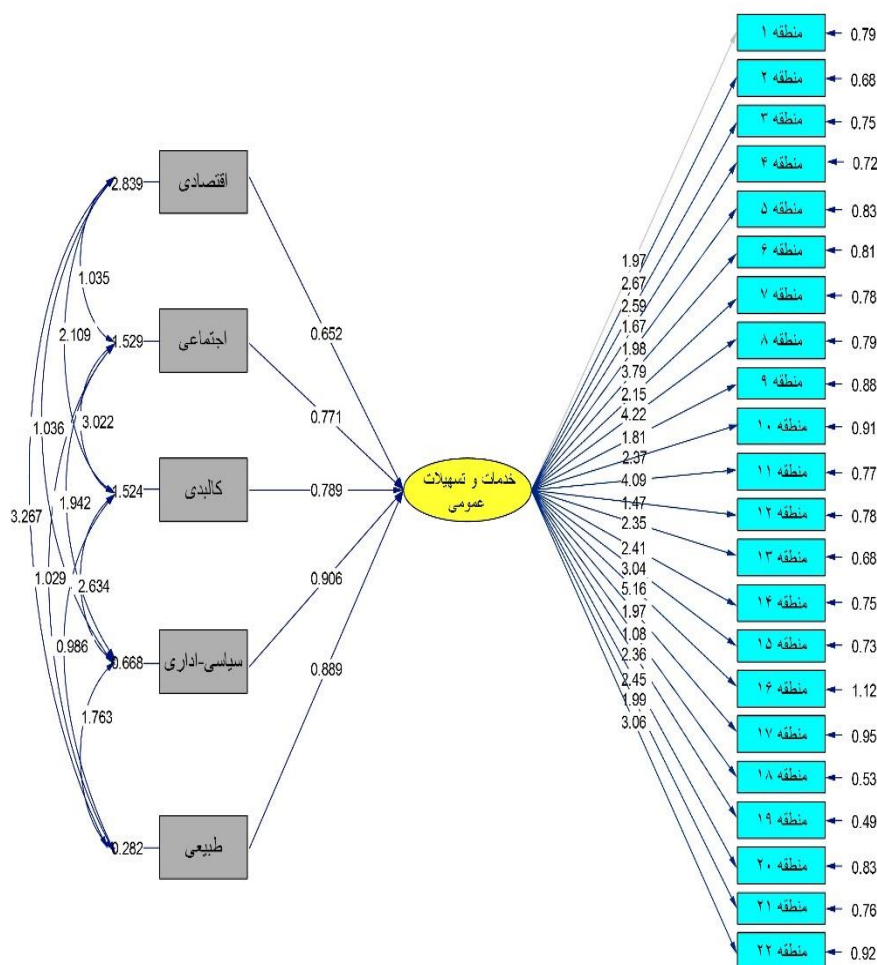 اقتصادی
اجتماعی
کالبدی
سیاسی-اداری
طبیعی
2.839
1.529
1.524
0.668
0.282
1.035
2.109
3.022
1.036
1.942
3.267
1.029
2.634
0.986
1.763
0.652
0.771
0.789
0.906
0.889
خدمات و تسهیلات
عمومی
1.97
2.67
2.59
1.67
1.98
3.79
2.15
4.22
1.81
2.37
4.09
1.47
2.35
2.41
3.04
5.16
1.97
1.08
2.36
2.45
1.99
3.06
منطقه ۱ 0.79
منطقه ۲ 0.68
منطقه ۳ 0.75
منطقه ۴ 0.72
منطقه ۵ 0.83
منطقه ۶ 0.81
منطقه ۷ 0.78
منطقه ۸ 0.79
منطقه ۹ 0.88
منطقه ۱۰ 0.91
منطقه ۱۱ 0.77
منطقه ۱۲ 0.78
منطقه ۱۳ 0.68
منطقه ۱۴ 0.75
منطقه ۱۵ 0.73
منطقه ۱۶ 1.12
منطقه ۱۷ 0.95
منطقه ۱۸ 0.53
منطقه ۱۹ 0.49
منطقه ۲۰ 0.83
منطقه ۲۱ 0.76
منطقه ۲۲ 0.92